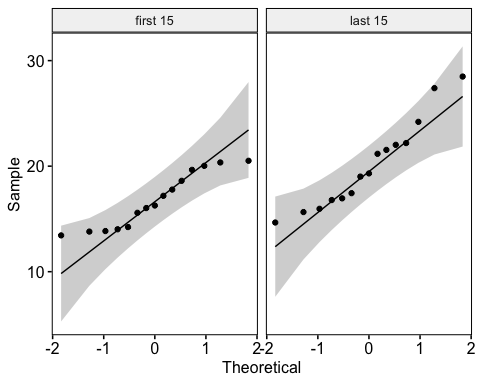 first 15
last 15
Sample
30
20
10
-2 -1 0 1 2 -2 -1 0 1 2
Theoretical